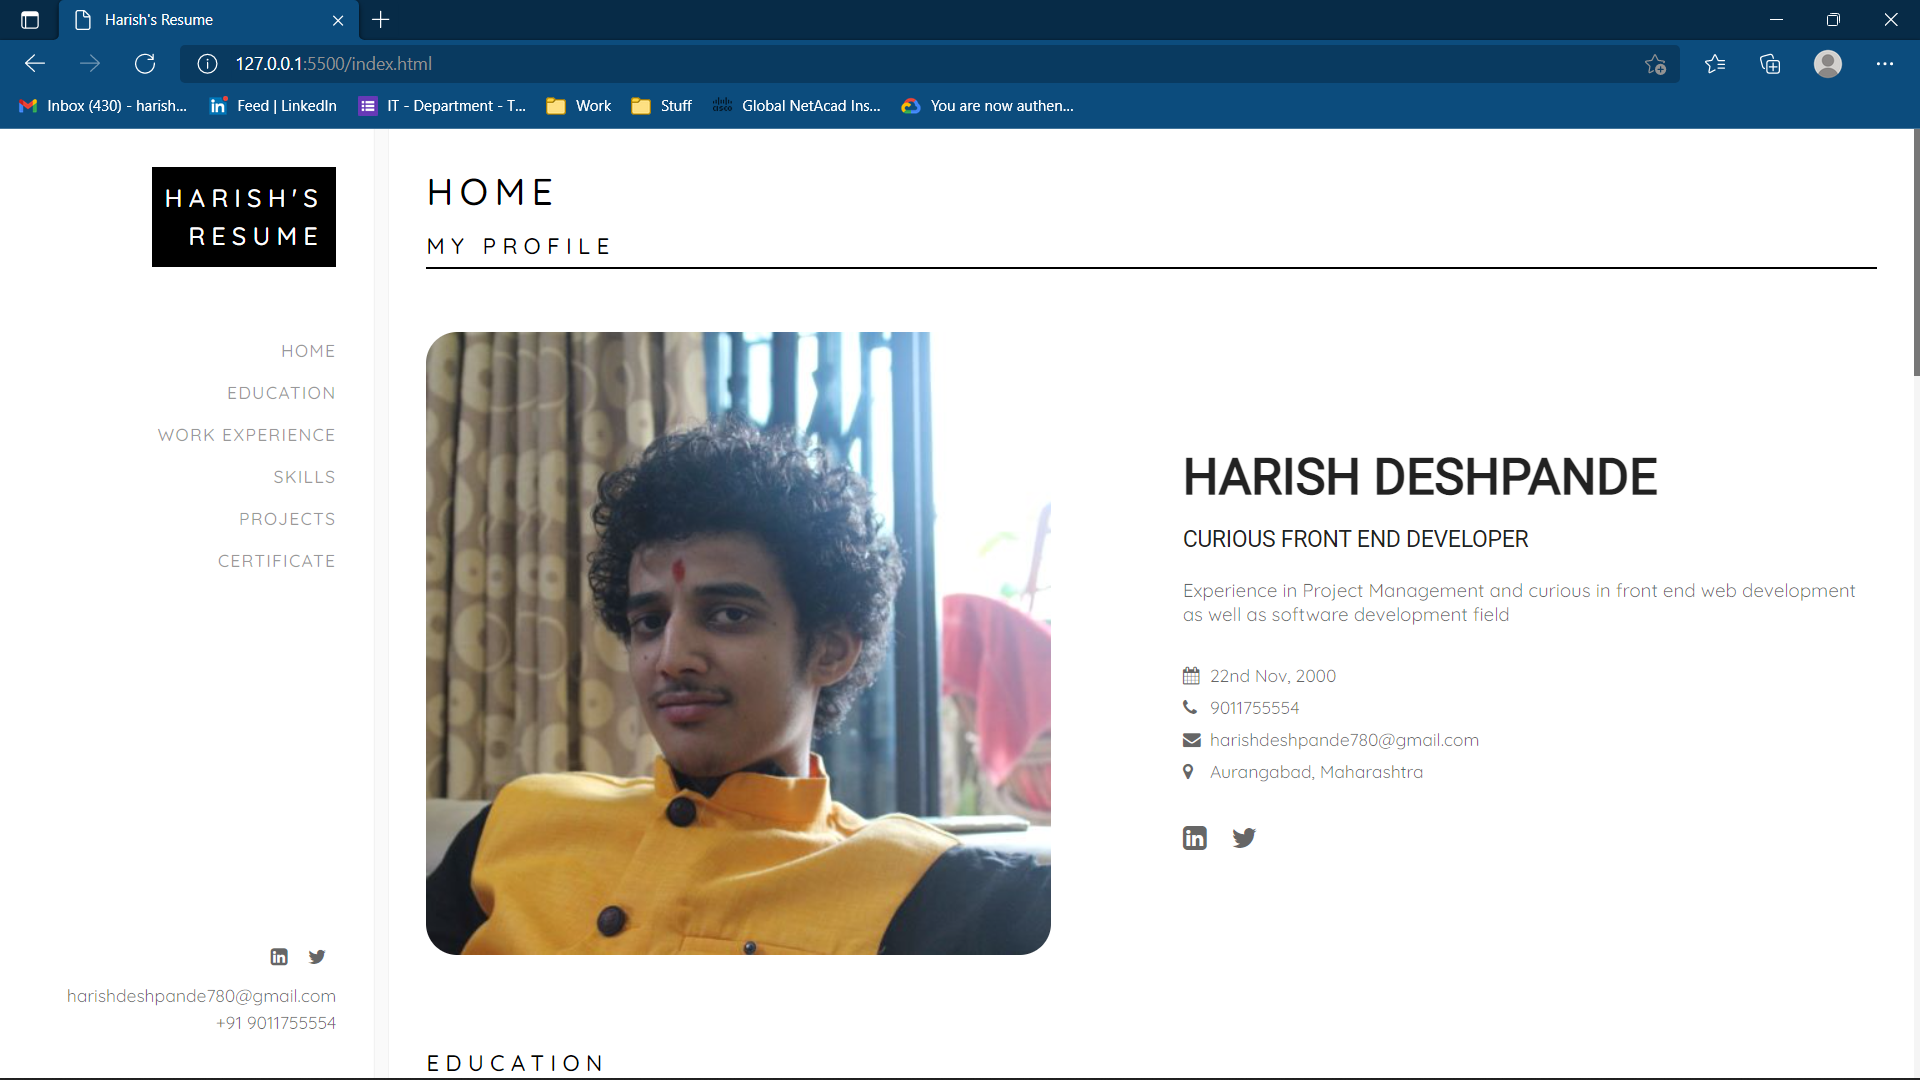 Harish's Resume
127.0.0.1:5500/index.html
Inbox (430) - harish...
Feed | LinkedIn
IT - Department - T...
Work
Stuff
Global NetAcad Ins...
You are now authen...
HARISH'S
RESUME
HOME
EDUCATION
WORK EXPERIENCE
SKILLS
PROJECTS
CERTIFICATE
harishdeshpande780@gmail.com
+91 9011755554
HOME
MY PROFILE
HARISH DESHPANDE
CURIOUS FRONT END DEVELOPER
Experience in Project Management and curious in front end web development
as well as software development field
22nd Nov, 2000
9011755554
harishdeshpande780@gmail.com
Aurangabad, Maharashtra
EDUCATION